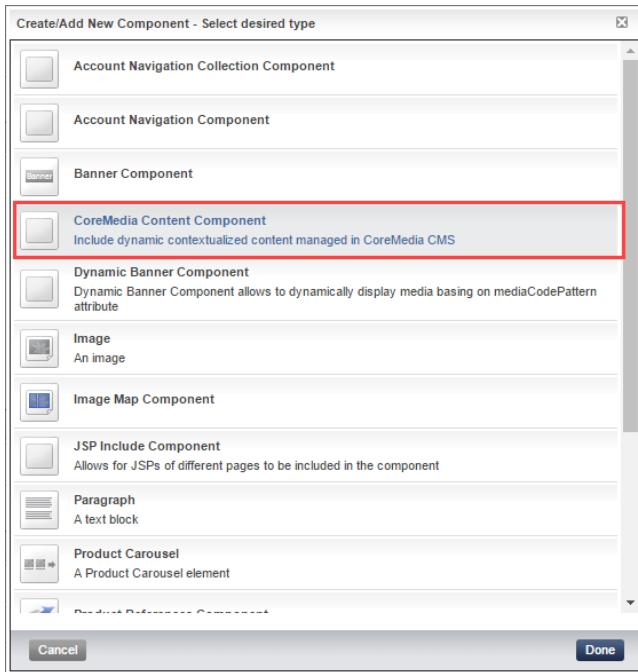 Create/Add New Component - Select desired type
Account Navigation Collection Component
Account Navigation Component
Banner
Banner Component
CoreMedia Content Component
Include dynamic contextualized content managed in CoreMedia CMS
Dynamic Banner Component
Dynamic Banner Component allows to dynamically display media basing on mediaCodePattern
attribute
Image
An image
Image Map Component
JSP Include Component
Allows for JSPs of different pages to be included in the component
Paragraph
A text block
Product Carousel
A Product Carousel element
Product References Component
Cancel
Done